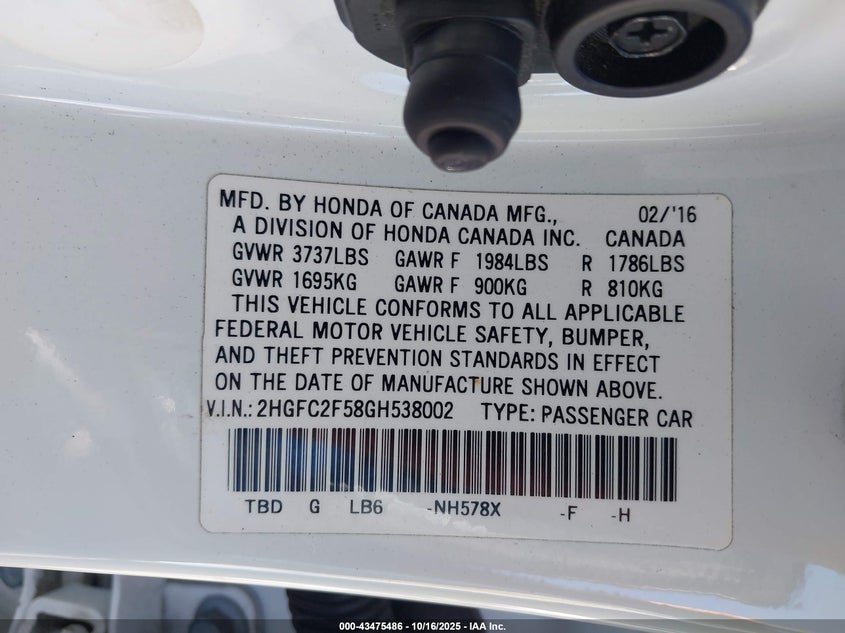 MFD. BY HONDA OF CANADA MFG., 02/'16
A DIVISION OF HONDA CANADA INC. CANADA
GVWR 3737LBS GAWR F 1984LBS R 1786LBS
GVWR 1695KG GAWR F 900KG R 810KG
THIS VEHICLE CONFORMS TO ALL APPLICABLE
FEDERAL MOTOR VEHICLE SAFETY, BUMPER,
AND THEFT PREVENTION STANDARDS IN EFFECT
ON THE DATE OF MANUFACTURE SHOWN ABOVE.
V.I.N.: 2HGFC2F58GH538002 TYPE: PASSENGER CAR
TBD G LB6 -NH578X -F -H
000-43475486 - 10/16/2025 - IAA Inc.